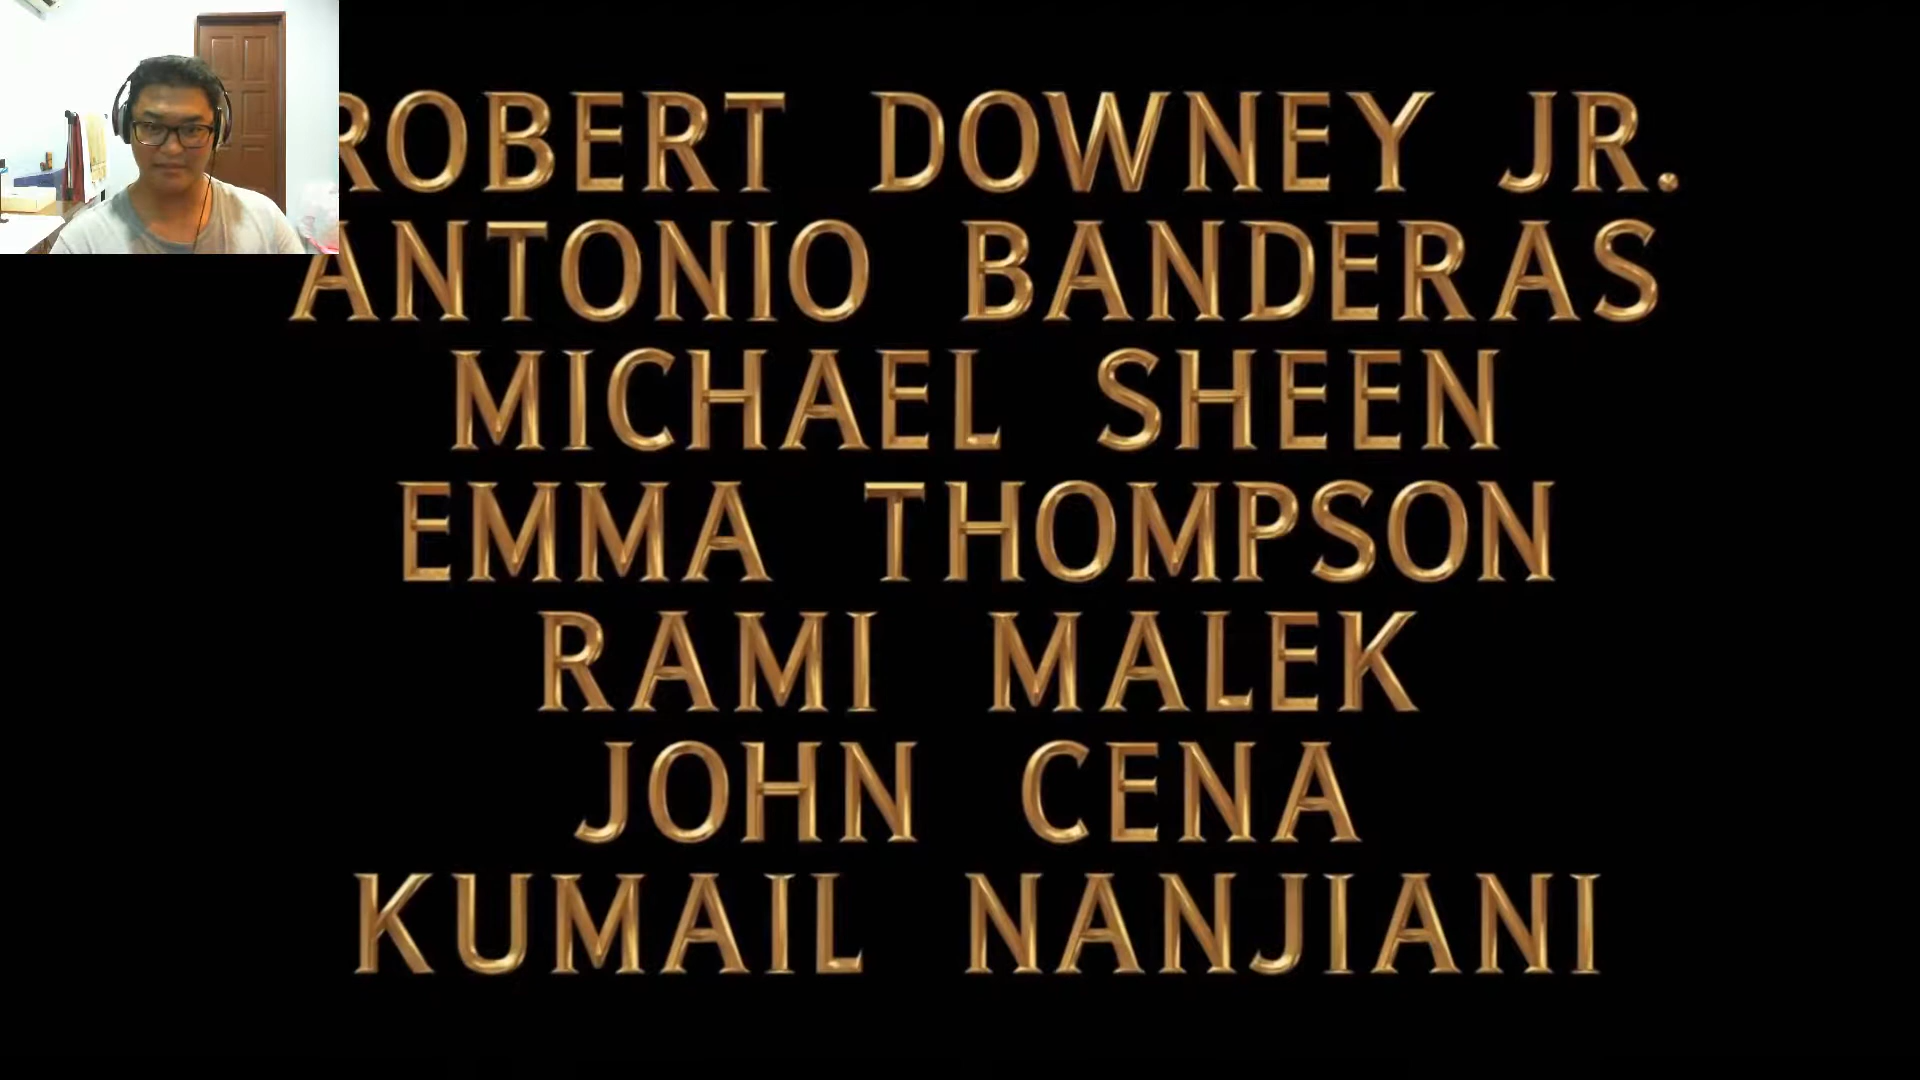 ROBERT DOWNEY JR.
ANTONIO BANDERAS
MICHAEL SHEEN
EMMA THOMPSON
RAMI MALEK
JOHN CENA
KUMAIL NANJIANI